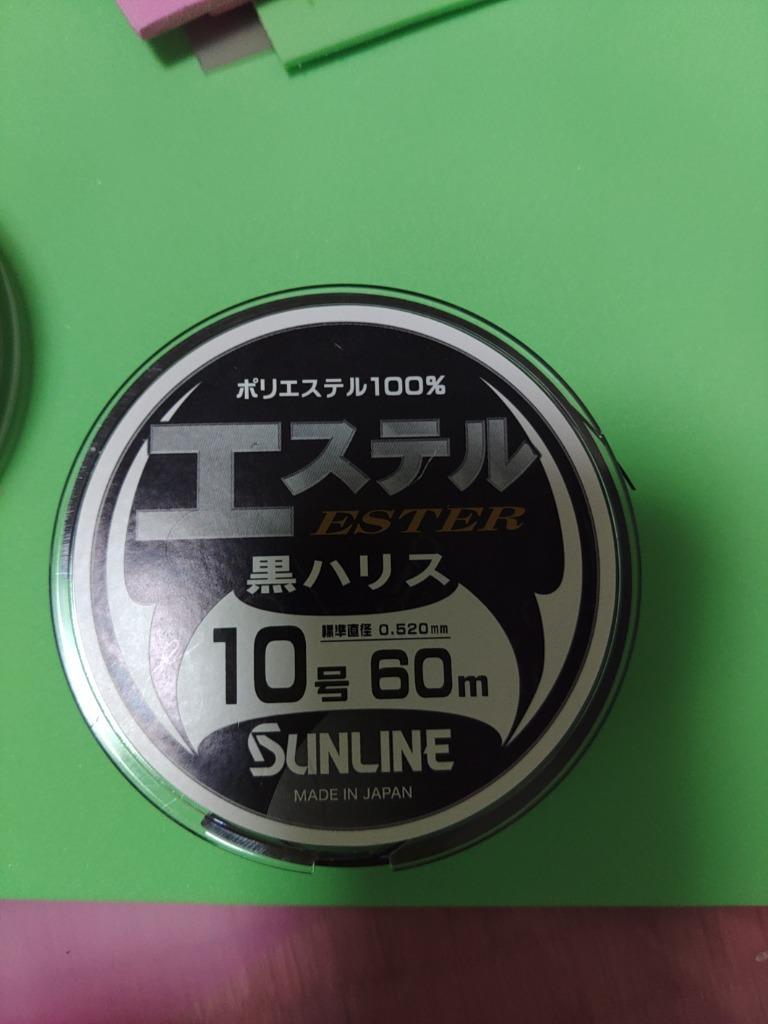 ポリエステル100%
エステル
ESTER
黒ハリス
標準直径 0.520mm
10号 60m
SUNLINE
MADE IN JAPAN